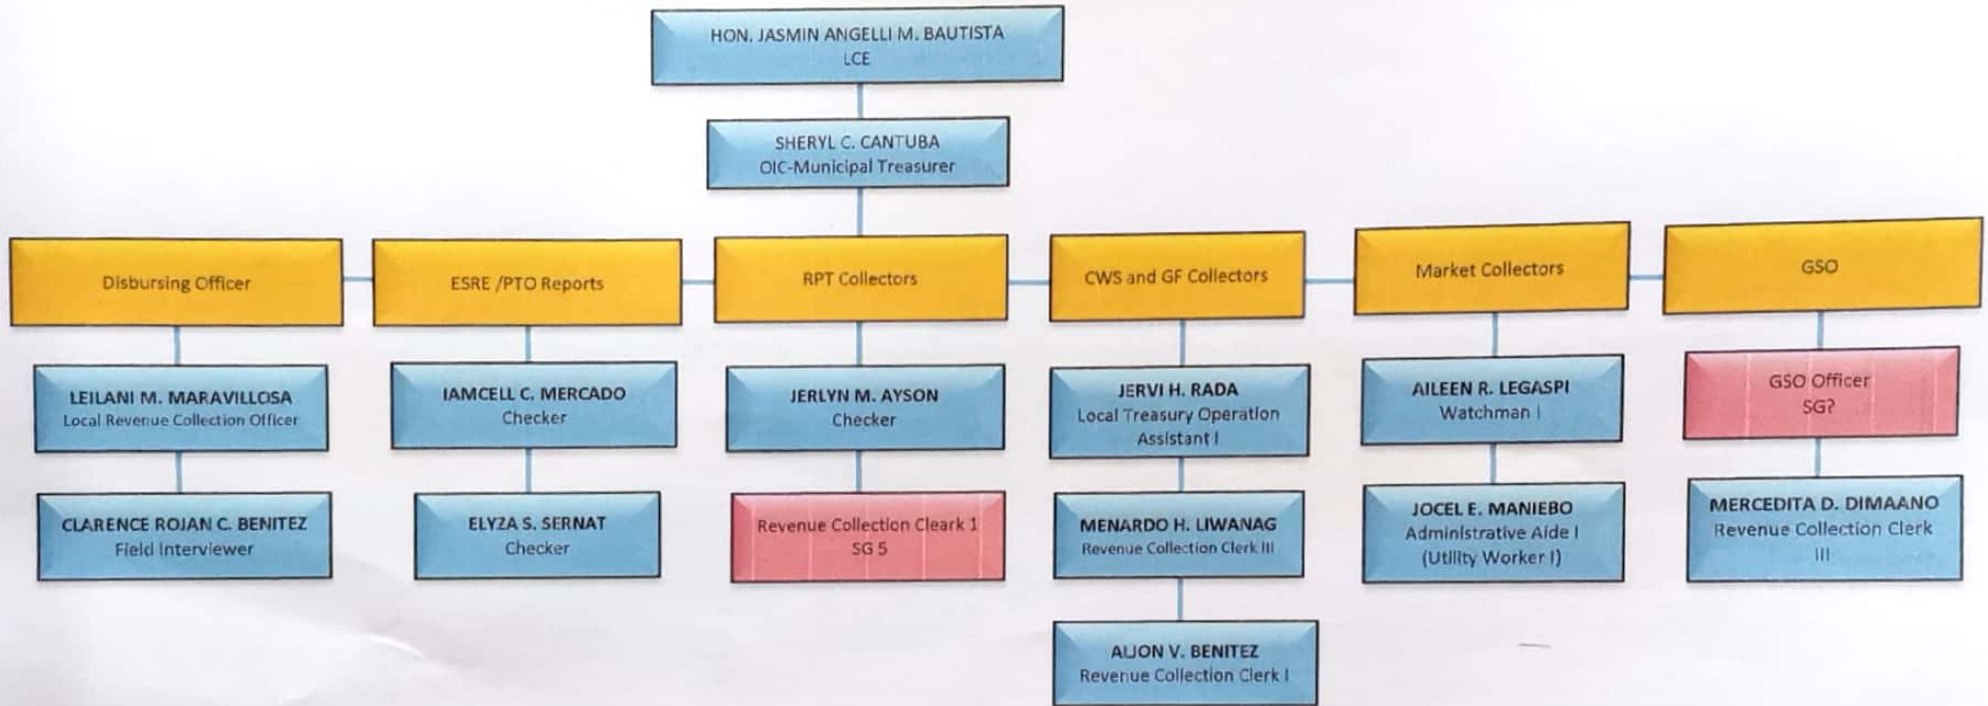 HON. JASMIN ANGELLI M. BAUTISTA
LCE
SHERYL C. CANTUBA
OIC-Municipal Treasurer
Disbursing Officer
ESRE /PTO Reports
RPT Collectors
CWS and GF Collectors
Market Collectors
GSO
LEILANI M. MARAVILLOSA
Local Revenue Collection Officer
IAMCELL C. MERCADO
Checker
JERLYN M. AYSON
Checker
JERVI H. RADA
Local Treasury Operation
Assistant I
AILEEN R. LEGASPI
Watchman I
GSO Officer
SG?
CLARENCE ROJAN C. BENITEZ
Field Interviewer
ELYZA S. SERNAT
Checker
Revenue Collection Cleark 1
SG 5
MENARDO H. LIWANAG
Revenue Collection Clerk III
JOCEL E. MANIEBO
Administrative Aide I
(Utility Worker I)
MERCEDITA D. DIMAANO
Revenue Collection Clerk
III
V. BENITEZ
Revenue Collection Clerk I